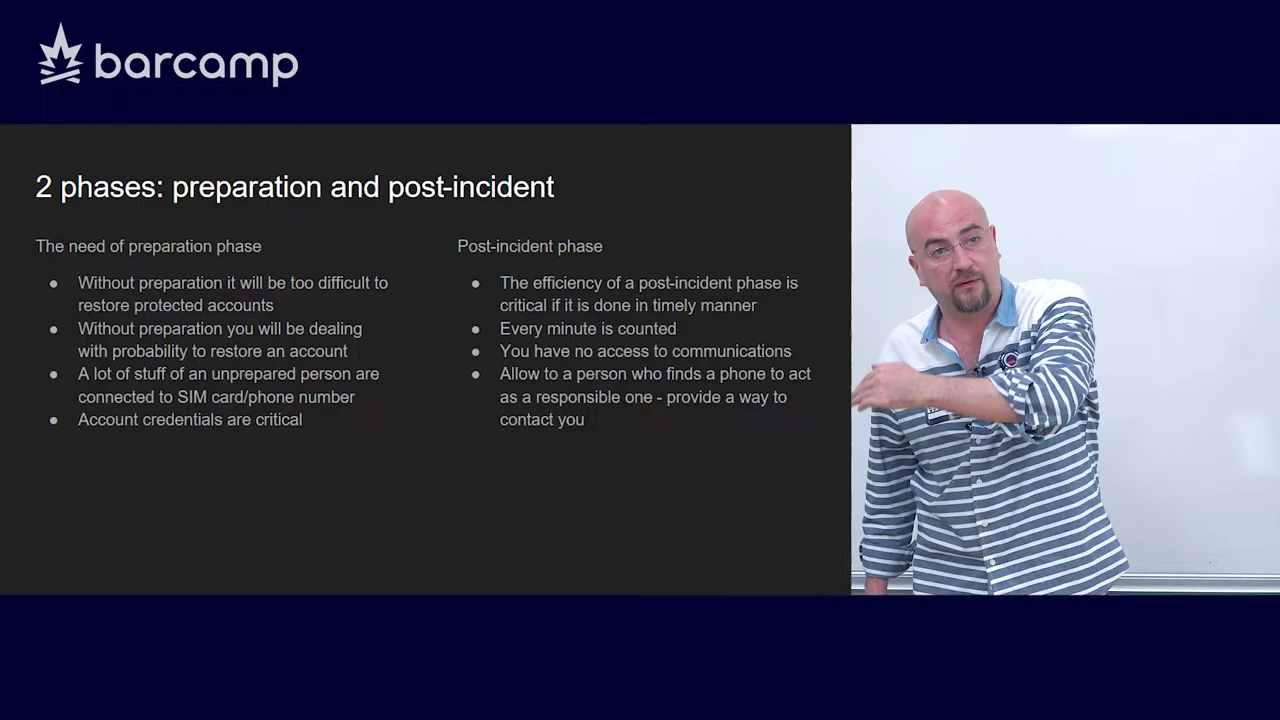 barcamp
2 phases: preparation and post-incident
The need of preparation phase
● Without preparation it will be too difficult to
restore protected accounts
● Without preparation you will be dealing
with probability to restore an account
● A lot of stuff of an unprepared person are
connected to SIM card/phone number
● Account credentials are critical
Post-incident phase
● The efficiency of a post-incident phase is
critical if it is done in timely manner
● Every minute is counted
● You have no access to communications
● Allow to a person who finds a phone to act
as a responsible one - provide a way to
contact you